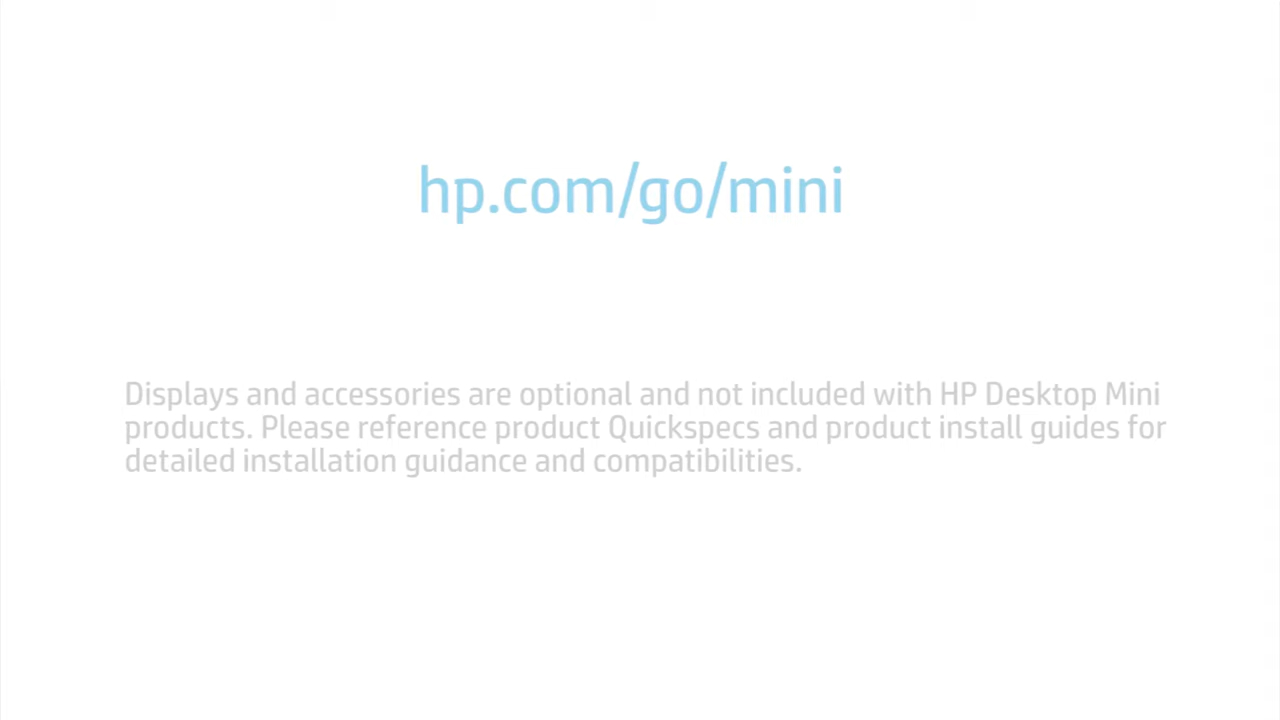 hp.com/go/mini
Displays and accessories are optional and not included with HP Desktop Mini
products. Please reference product Quickspecs and product install guides for
detailed installation guidance and compatibilities.